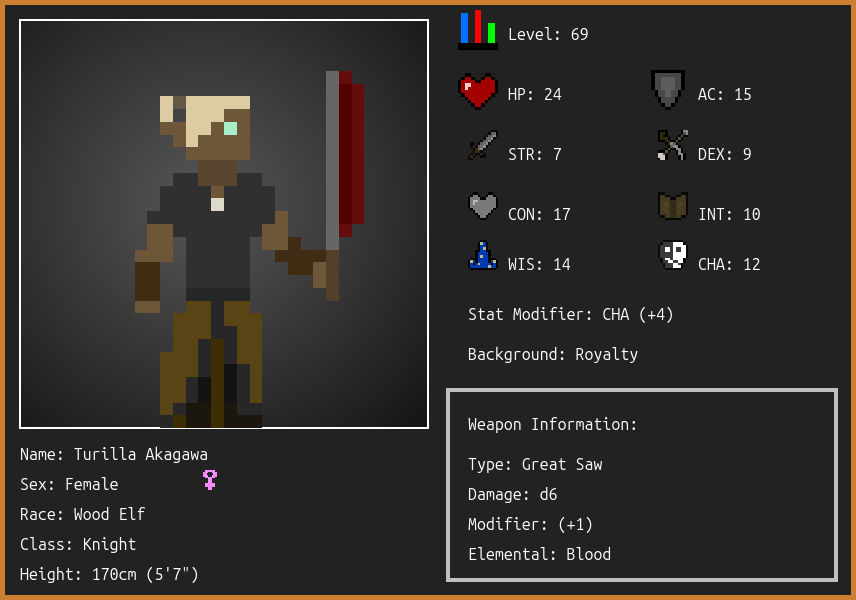 Level: 69
HP: 24
AC: 15
STR: 7
DEX: 9
CON: 17
INT: 10
WIS: 14
CHA: 12
Stat Modifier: CHA (+4)
Background: Royalty
Weapon Information:
Type: Great Saw
Damage: d6
Modifier: (+1)
Elemental: Blood
Name: Turilla Akagawa
Sex: Female
Race: Wood Elf
Class: Knight
Height: 170cm (5'7")